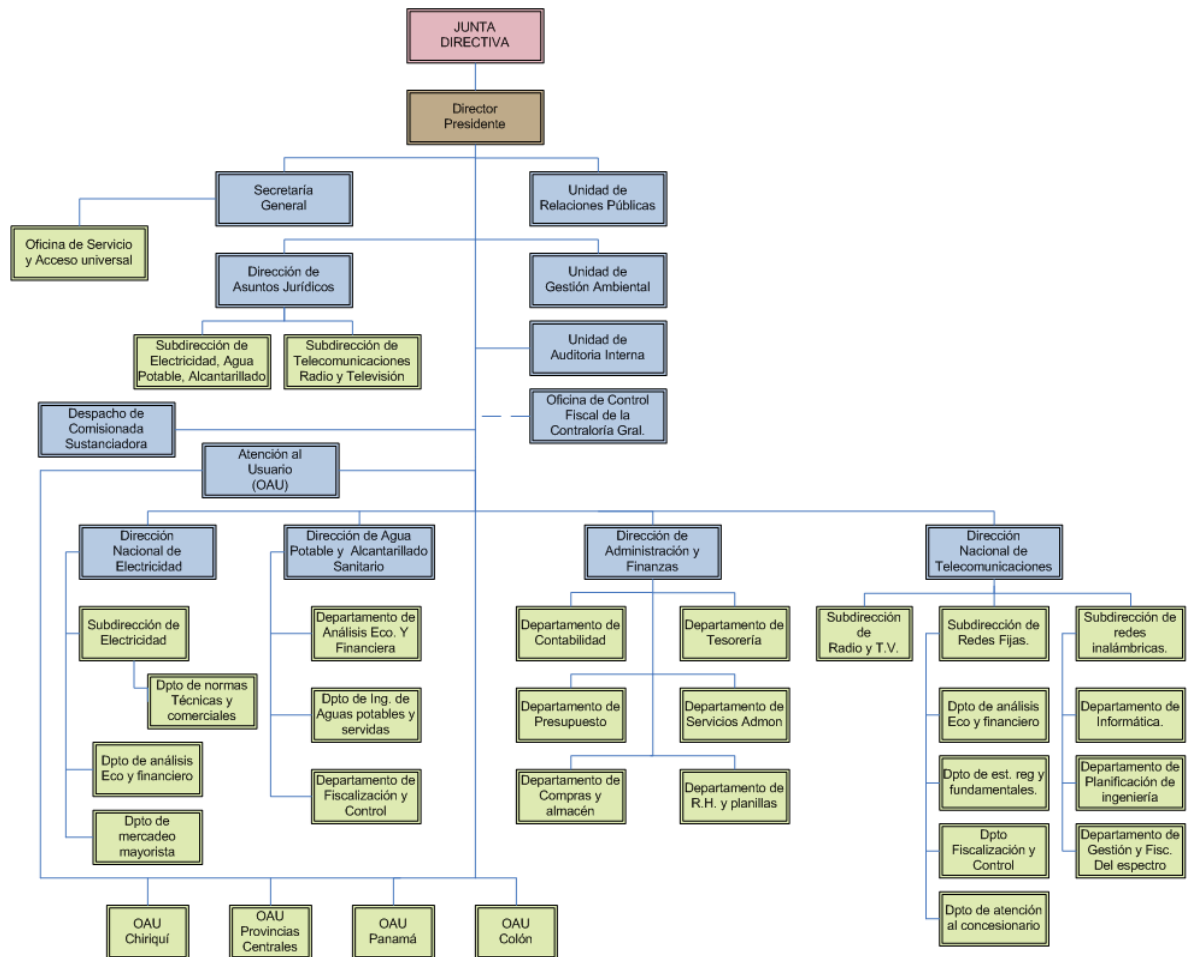 JUNTA
DIRECTIVA
Director
Presidente
Secretaría
General
Unidad de
Relaciones Públicas
Oficina de Servicio
y Acceso universal
Dirección de
Asuntos Jurídicos
Unidad de
Gestión Ambiental
Subdirección de
Electricidad, Agua
Potable, Alcantarillado
Subdirección de
Telecomunicaciones
Radio y Televisión
Unidad de
Auditoria Interna
Despacho de
Comisionada
Sustanciadora
Oficina de Control
Fiscal de la
Contraloría Gral.
Atención al
Usuario
(OAU)
Dirección
Nacional de
Electricidad
Dirección de Agua
Potable y Alcantarillado
Sanitario
Dirección de
Administración y
Finanzas
Dirección
Nacional de
Telecomunicaciones
Subdirección de
Electricidad
Dpto de normas
Técnicas y
comerciales
Dpto de análisis
Eco y financiero
Dpto de
mercadeo
mayorista
Departamento de
Análisis Eco. Y
Financiera
Dpto de Ing. de
Aguas potables y
servidas
Departamento de
Fiscalización y
Control
Departamento de
Contabilidad
Departamento de
Tesorería
Departamento de
Presupuesto
Departamento de
Servicios Admon
Departamento de
Compras y
almacén
Departamento de
R.H. y planillas
Subdirección
de
Radio y T.V.
Subdirección de
Redes Fijas.
Subdirección de
redes
inalámbricas.
Dpto de análisis
Eco y financiero
Departamento de
Informática.
Dpto de est. reg y
fundamentales.
Departamento de
Planificación de
ingeniería
Dpto
Fiscalización y
Control
Departamento de
Gestión y Fisc.
Del espectro
Dpto de atención
al concesionario
OAU
Chiriquí
OAU
Provincias
Centrales
OAU
Panamá
OAU
Colón